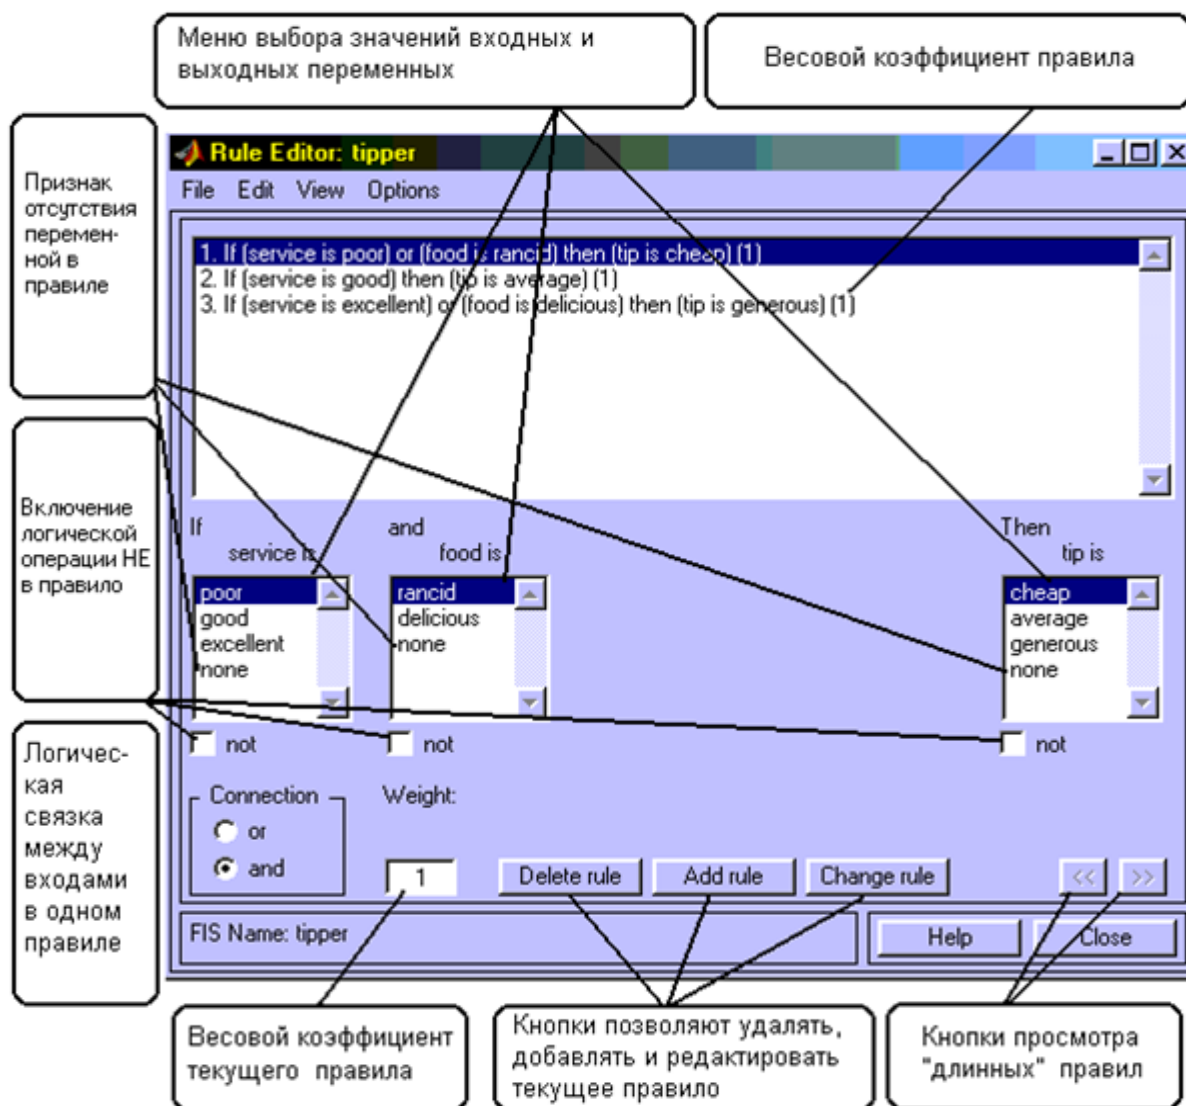 Меню выбора значений входных и
выходных переменных
Весовой коэффициент правила
Признак
отсутствия
перемен-
ной в
правиле
Rule Editor: tipper
File Edit View Options
1. If (service is poor) or (food is rancid) then (tip is cheap) (1)
2. If (service is good) then (tip is average) (1)
3. If (service is excellent) or (food is delicious) then (tip is generous) (1)
Включение
логической
операции НЕ
в правило
If
service is
poor
good
excellent
none
not
and
food is
rancid
delicious
none
not
Then
tip is
cheap
average
generous
none
not
Логичес-
кая
связка
между
входами
в одном
правиле
Connection
or
and
Weight:
1
Delete rule
Add rule
Change rule
<<
>>
FIS Name: tipper
Help
Close
Весовой коэффициент
текущего правила
Кнопки позволяют удалять,
добавлять и редактировать
текущее правило
Кнопки просмотра
"длинных" правил